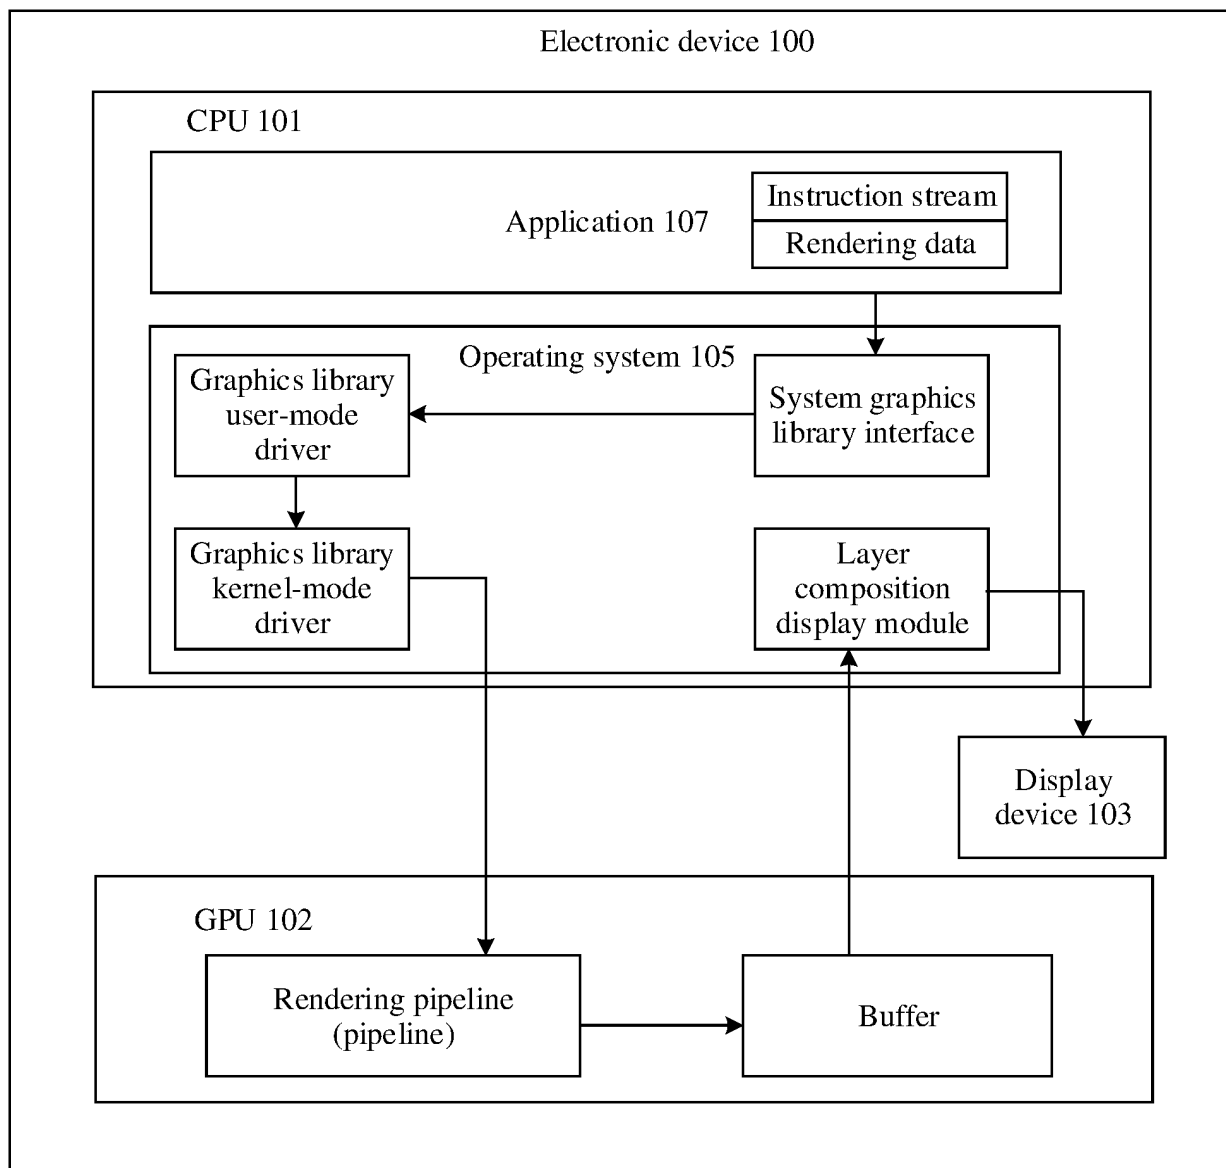 Electronic device 100
CPU 101
Application 107
Instruction stream
Rendering data
Operating system 105
Graphics library
user-mode
driver
System graphics
library interface
Graphics library
kernel-mode
driver
Layer
composition
display module
Display
device 103
GPU 102
Rendering pipeline
(pipeline)
Buffer